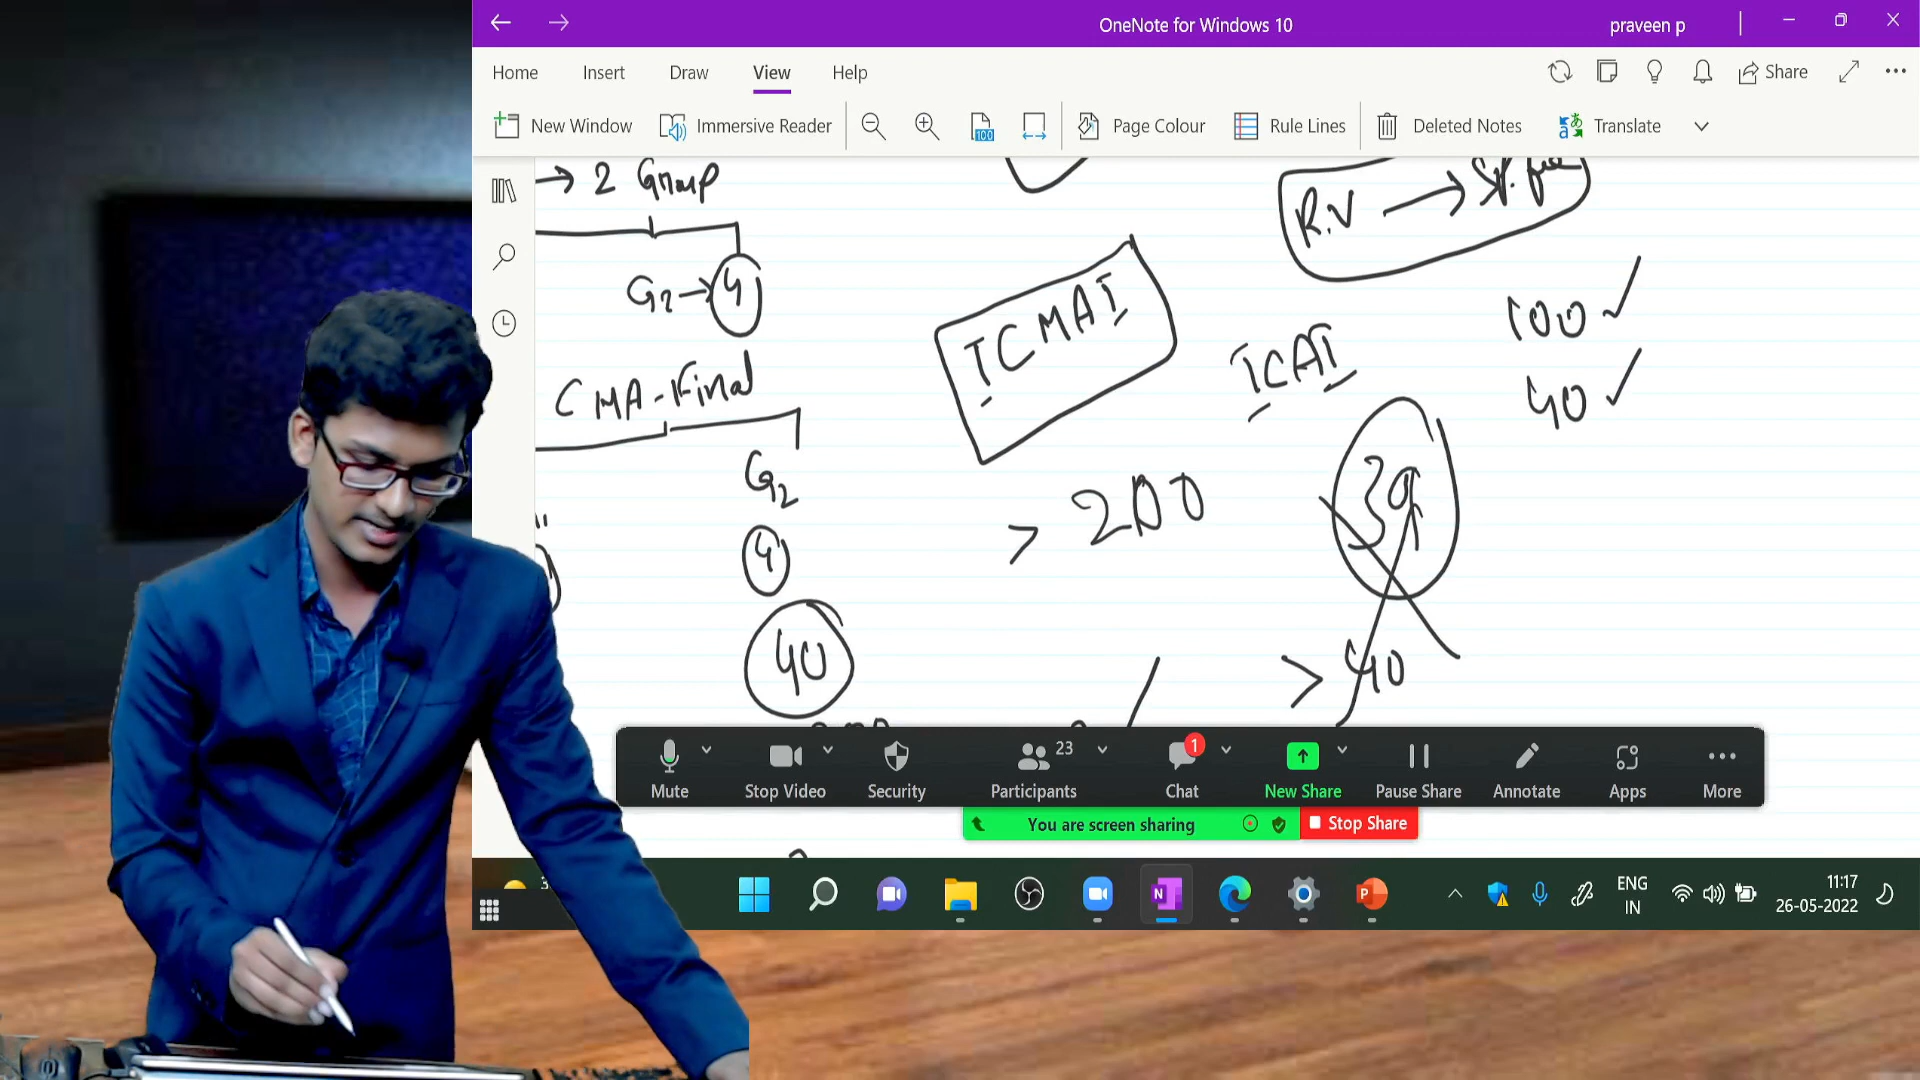 OneNote for Windows 10
praveen p
Home Insert Draw View Help
Share
New Window Immersive Reader 100 Page Colour Rule Lines Deleted Notes Translate
→ 2 Group
R.V →
G2 → 4
100 ✓
ICMAI
ICAI
40 ✓
CMA-Final
G2
> 200
39
4
40
> 40
Mute Stop Video Security Participants 23 Chat 1 New Share Pause Share Annotate Apps More
You are screen sharing Stop Share
ENG
IN
11:17
26-05-2022